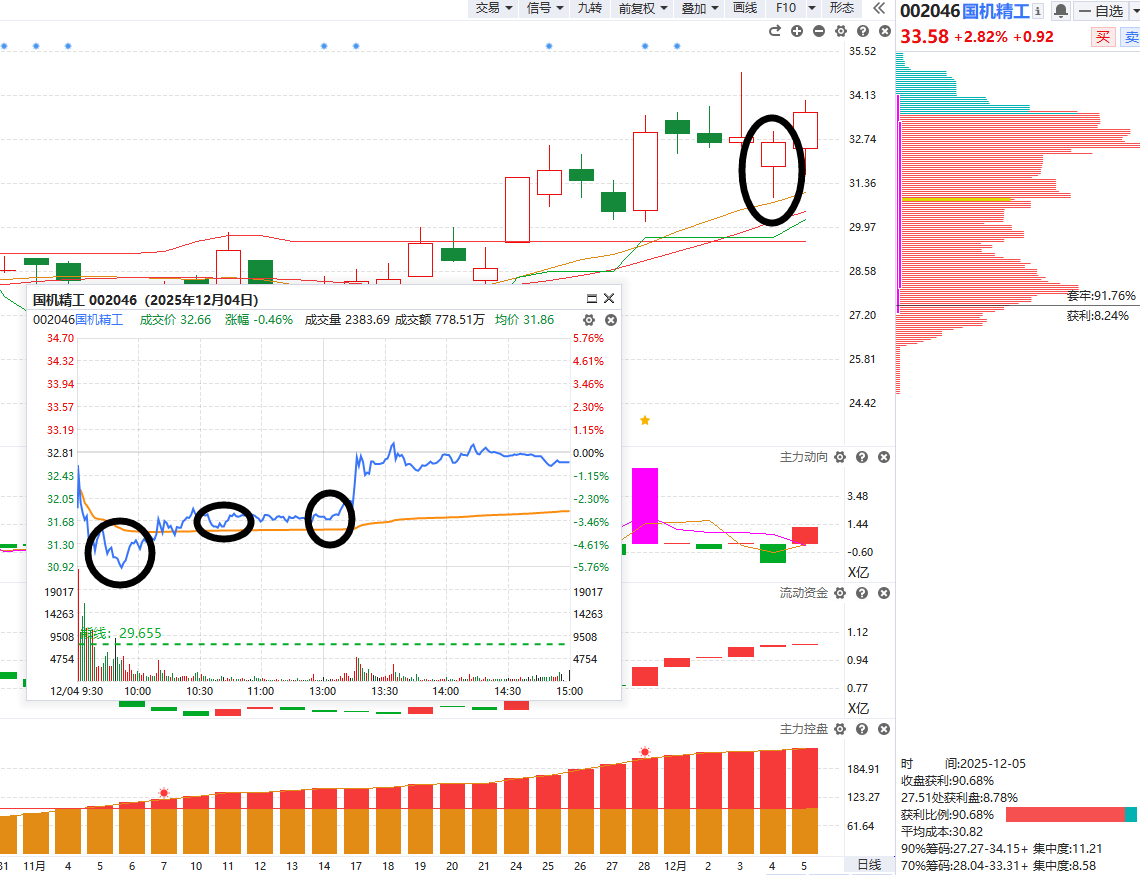 交易 信号 九转 前复权 叠加 画线 F10 形态
002046国机精工 自选
33.58 +2.82% +0.92 买 卖
35.52
34.13
32.74
31.36
29.97
28.58
27.20
25.81
24.42
套牢:91.76%
获利:8.24%
国机精工 002046（2025年12月04日）
002046国机精工 成交价 32.66 涨幅 -0.46% 成交量 2383.69 成交额 778.51万 均价 31.86
34.70 5.76%
34.32 4.61%
33.94 3.46%
33.57 2.30%
33.19 1.15%
32.81 0.00%
32.43 -1.15%
32.05 -2.30%
31.68 -3.46%
31.30 -4.61%
30.92 -5.76%
19017 19017
14263 14263
9508 线：29.655 9508
4754 4754
12/04 9:30 10:00 10:30 11:00 13:00 13:30 14:00 14:30 15:00
主力动向
3.48
1.44
-0.60
X亿
流动资金
1.12
0.94
0.77
X亿
主力控盘
184.91
123.27
61.64
31 11月 4 5 6 7 10 11 12 13 14 17 18 19 20 21 24 25 26 27 28 12月 2 3 4 5 日线
时 间:2025-12-05
收盘获利:90.68%
27.51处获利盘:8.78%
获利比例:90.68%
平均成本:30.82
90%筹码:27.27-34.15+ 集中度:11.21
70%筹码:28.04-33.31+ 集中度:8.58